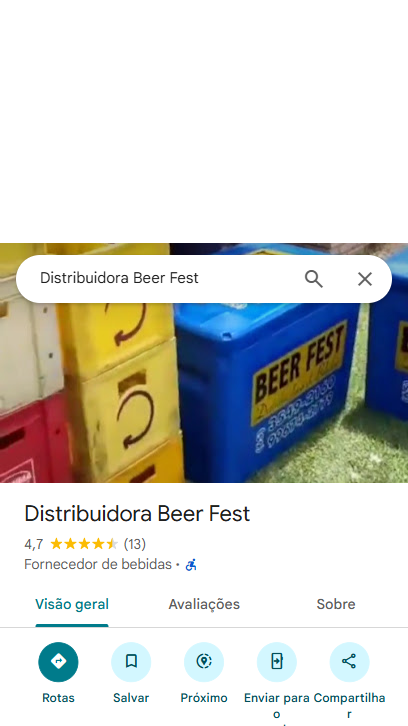 Distribuidora Beer Fest
BEER FEST
Distribuidora Beer Fest
4,7 (13)
Fornecedor de bebidas ·
Visão geral
Avaliações
Sobre
Rotas
Salvar
Próximo
Enviar para o
Compartilhar